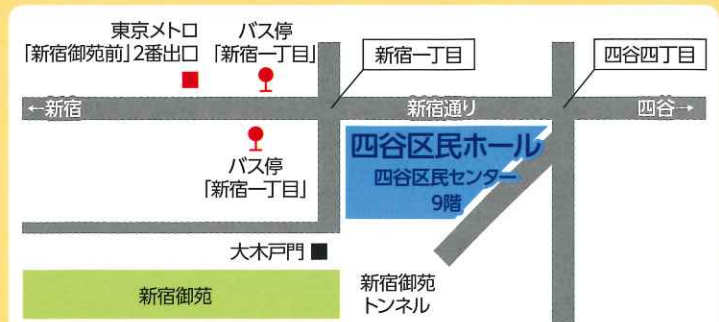 東京メトロ
「新宿御苑前」2番出口
バス停
「新宿一丁目」
新宿一丁目
四谷四丁目
←新宿
新宿通り
四谷→
バス停
「新宿一丁目」
四谷区民ホール
四谷区民センター
9階
大木戸門
新宿御苑
新宿御苑
トンネル